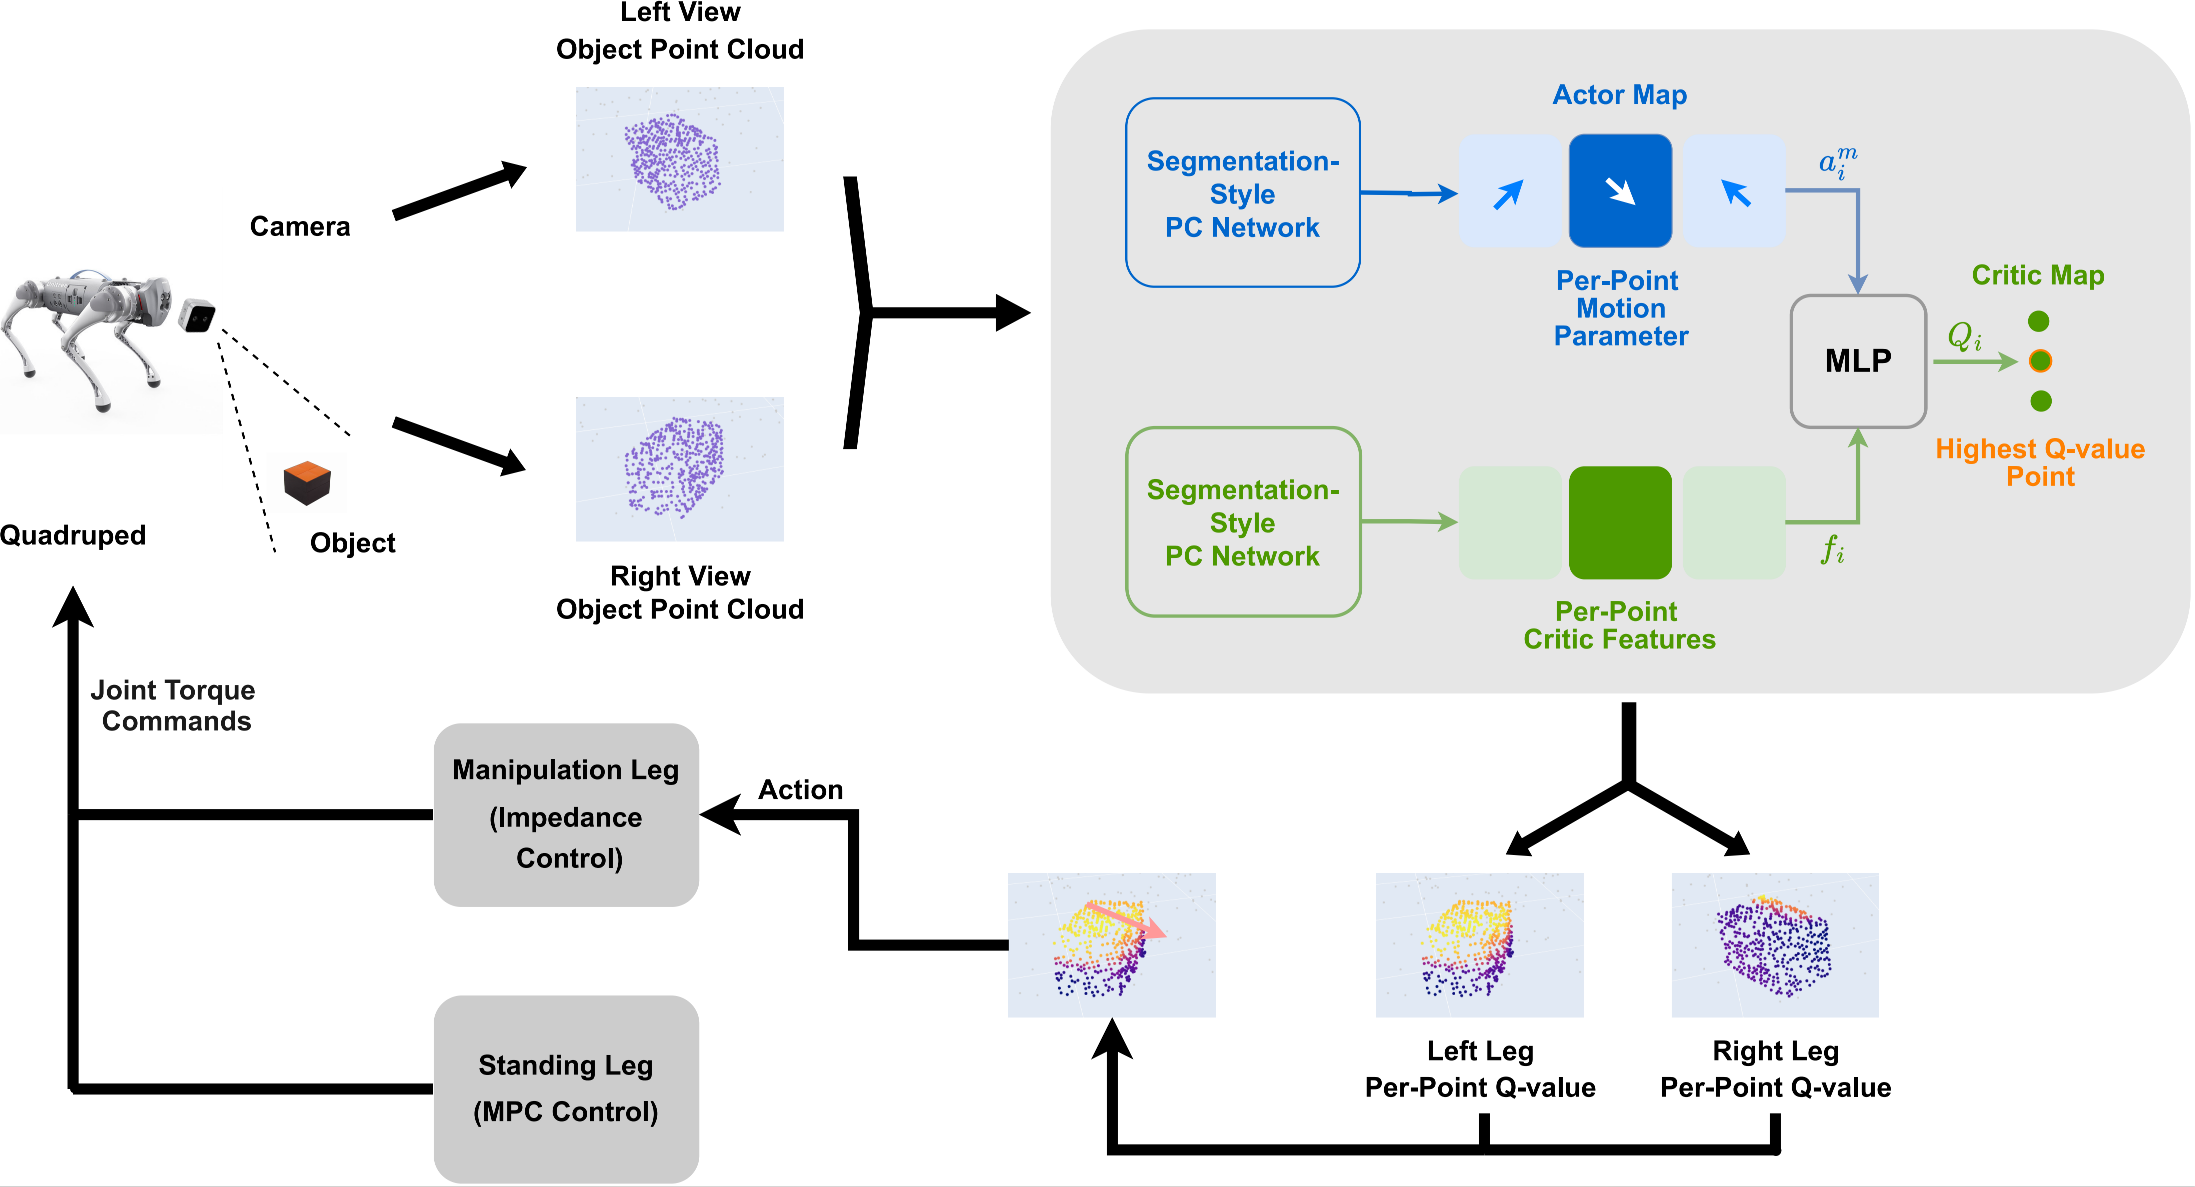 Left View
Object Point Cloud
Camera
Quadruped
Object
Right View
Object Point Cloud
Segmentation-
Style
PC Network
Actor Map
Per-Point
Motion
Parameter
a_i^m
Segmentation-
Style
PC Network
Per-Point
Critic Features
f_i
MLP
Q_i
Critic Map
Highest Q-value
Point
Left Leg
Per-Point Q-value
Right Leg
Per-Point Q-value
Action
Manipulation Leg
(Impedance
Control)
Standing Leg
(MPC Control)
Joint Torque
Commands